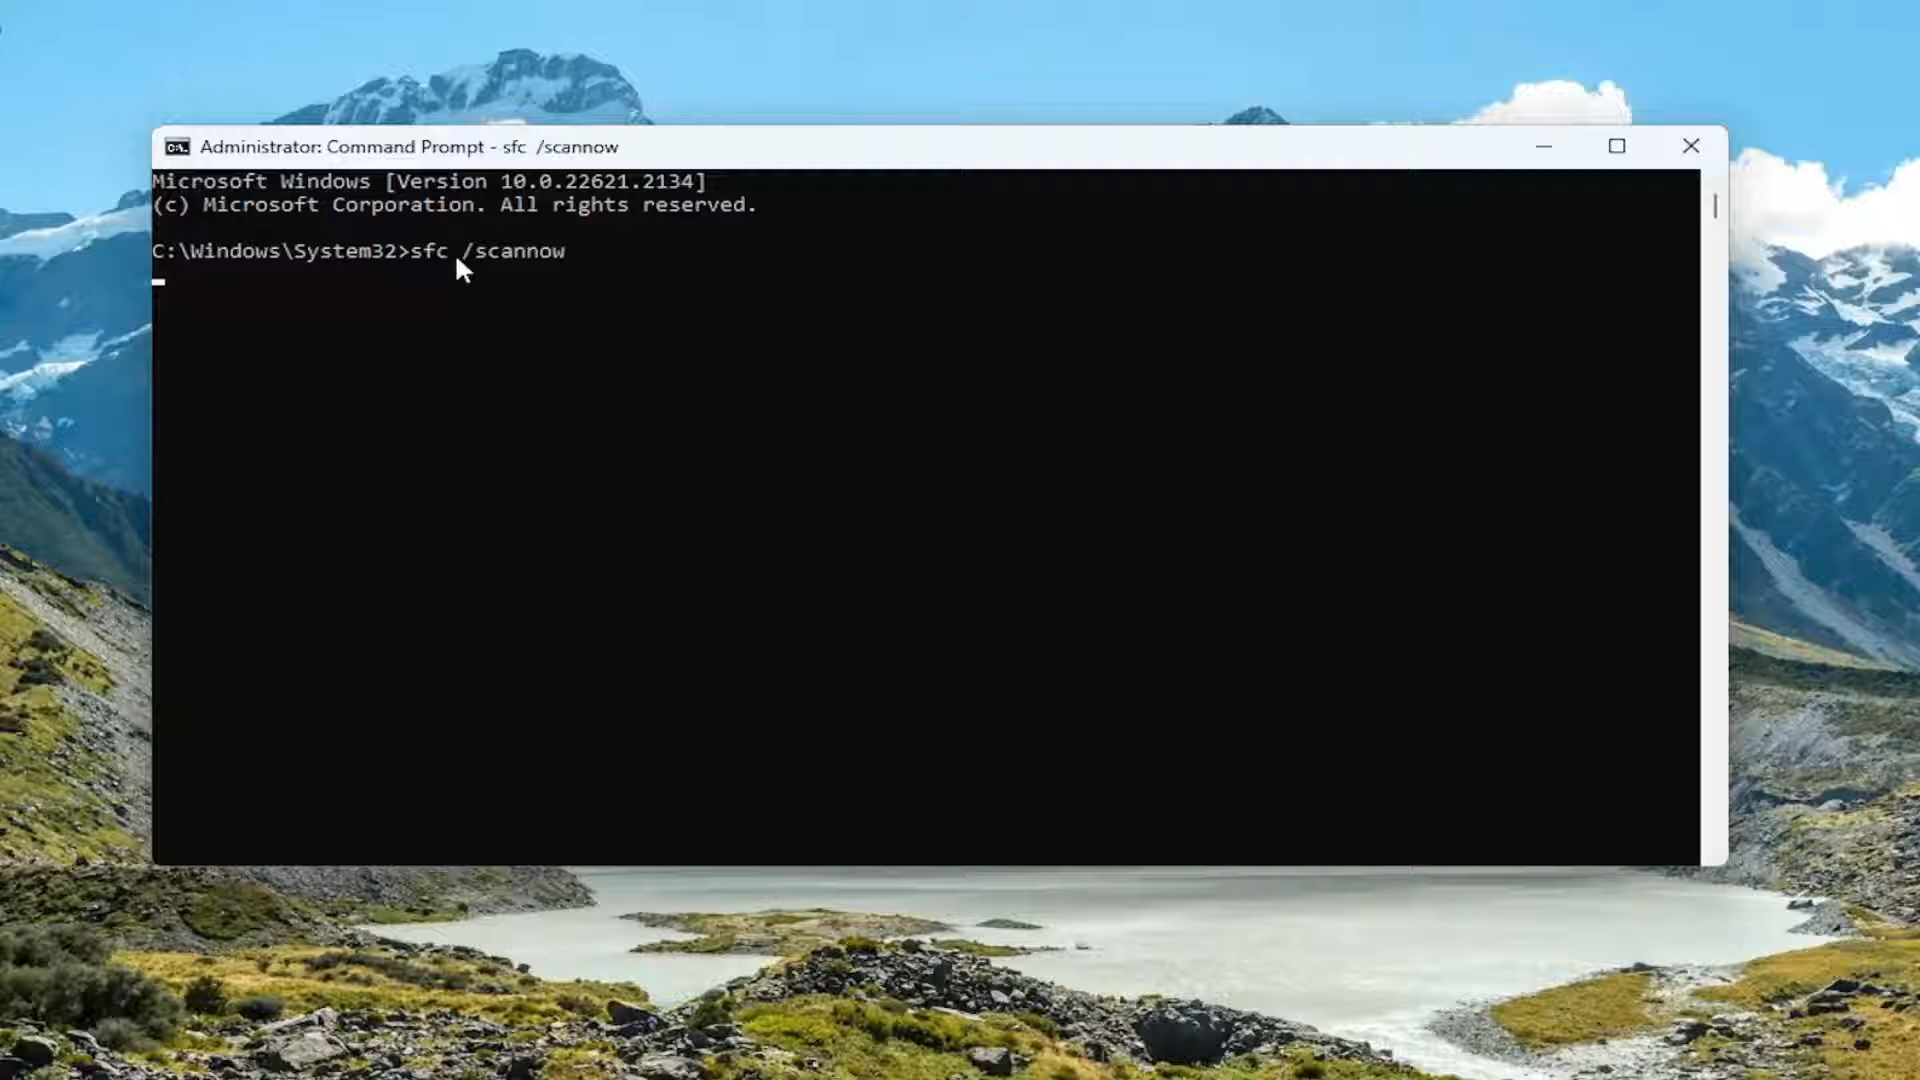 Administrator: Command Prompt - sfc  /scannow
Microsoft Windows [Version 10.0.22621.2134]
(c) Microsoft Corporation. All rights reserved.
C:\Windows\System32>sfc /scannow